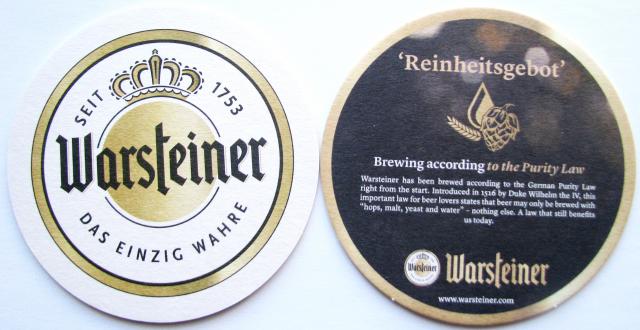 SEIT 1753
Warsteiner
DAS EINZIG WAHRE
‘Reinheitsgebot’
Brewing according to the Purity Law
Warsteiner has been brewed according to the German Purity Law
right from the start. Introduced in 1516 by Duke Wilhelm the IV, this
important law for beer lovers states that beer may only be brewed with
“hops, malt, yeast and water” - nothing else. A law that still benefits
us today.
Warsteiner
Warsteiner
www.warsteiner.com